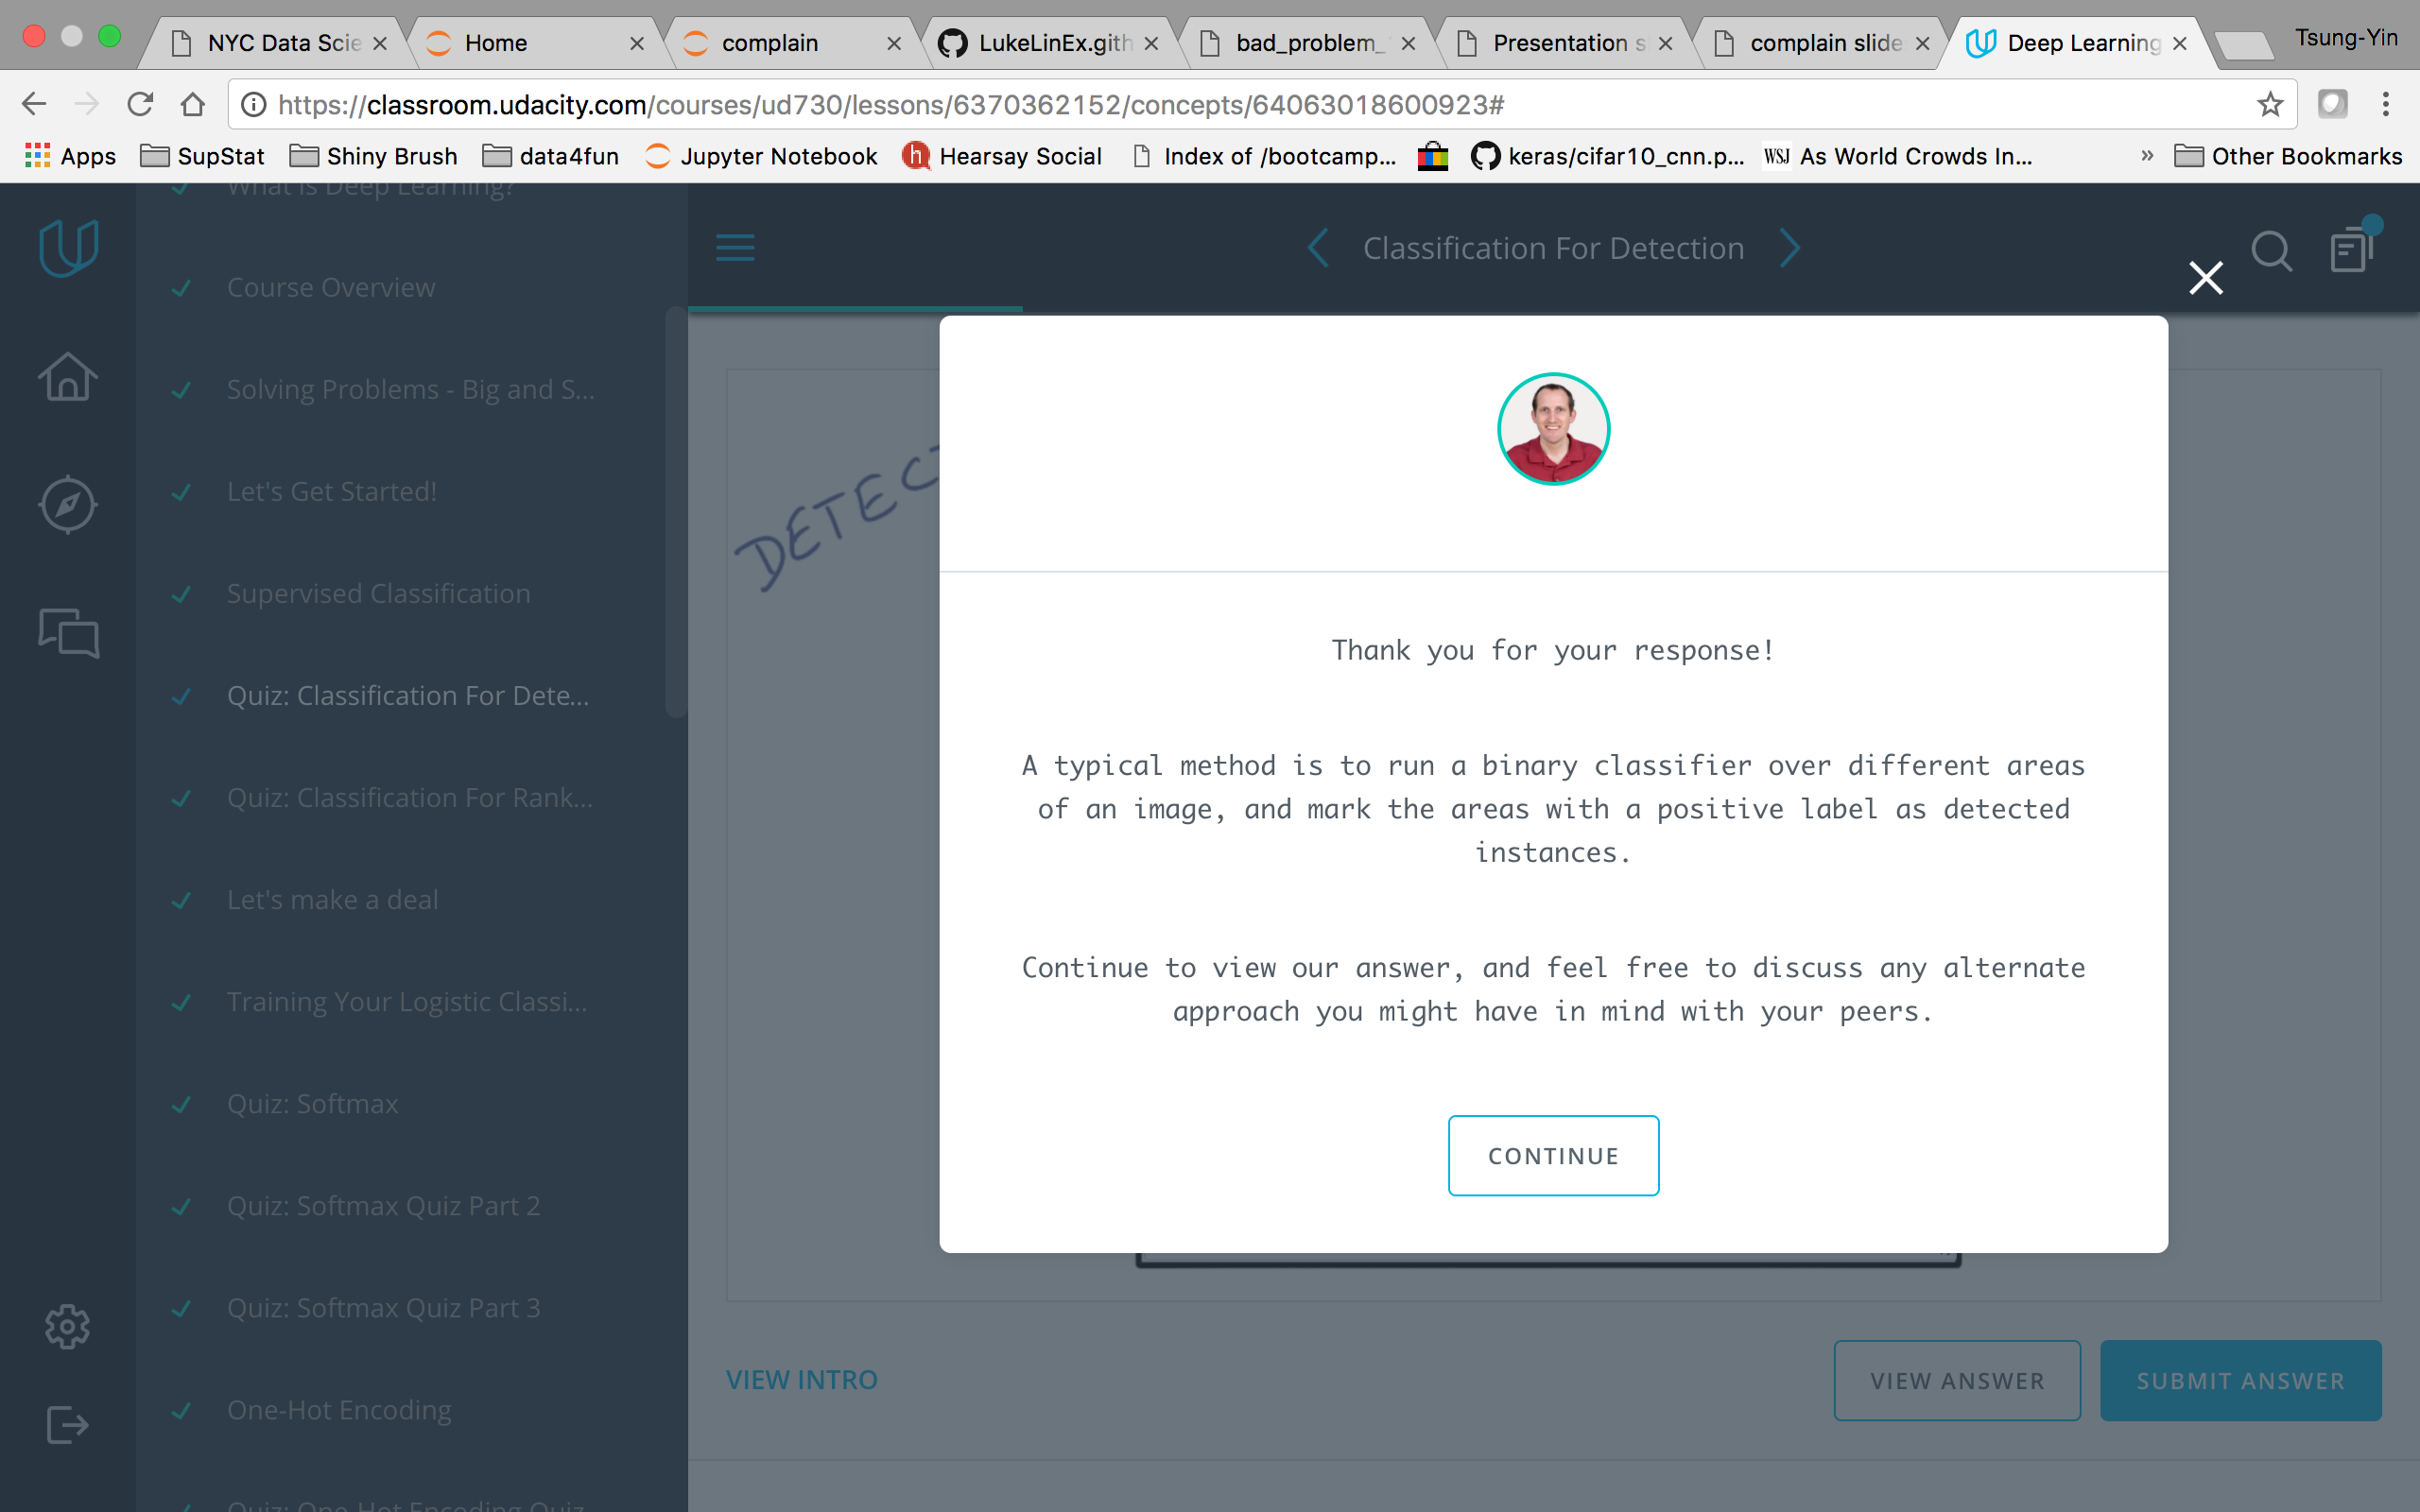 NYC Data Scie
Home
complain
LukeLinEx.gith
bad_problem_
Presentation s
complain slide
Deep Learning
Tsung-Yin
https://classroom.udacity.com/courses/ud730/lessons/6370362152/concepts/64063018600923#
Apps
SupStat
Shiny Brush
data4fun
Jupyter Notebook
h
Hearsay Social
Index of /bootcamp...
keras/cifar10_cnn.p...
WSJ
As World Crowds In...
»
Other Bookmarks
What is Deep Learning?
Course Overview
Solving Problems - Big and S...
Let's Get Started!
Supervised Classification
Quiz: Classification For Dete...
Quiz: Classification For Rank...
Let's make a deal
Training Your Logistic Classi...
Quiz: Softmax
Quiz: Softmax Quiz Part 2
Quiz: Softmax Quiz Part 3
One-Hot Encoding
Quiz: One-Hot Encoding Quiz
Classification For Detection
DETEC
Thank you for your response!
A typical method is to run a binary classifier over different areas
of an image, and mark the areas with a positive label as detected
instances.
Continue to view our answer, and feel free to discuss any alternate
approach you might have in mind with your peers.
CONTINUE
VIEW INTRO
VIEW ANSWER
SUBMIT ANSWER